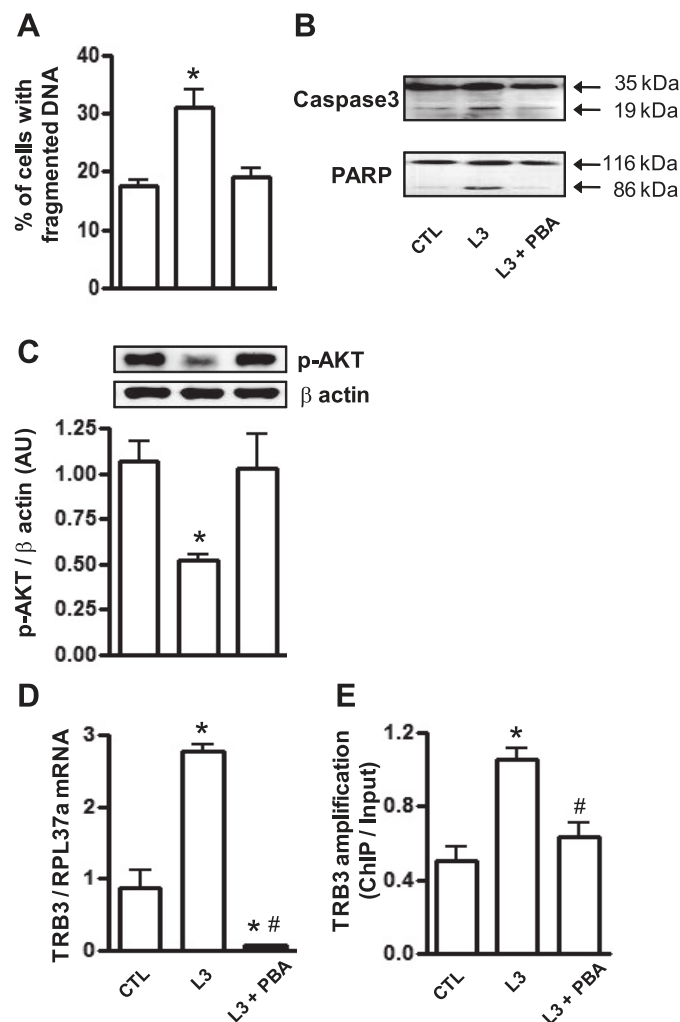 A
% of cells with
fragmented DNA
40
30
20
10
0
*
B
Caspase3
35 kDa
19 kDa
PARP
116 kDa
86 kDa
CTL
L3
L3 + PBA
C
p-AKT
β actin
p-AKT / β actin (AU)
1.25
1.00
0.75
0.50
0.25
0.00
*
D
TRB3 / RPL37a mRNA
3
2
1
0
*
* #
CTL
L3
L3 + PBA
E
TRB3 amplification
(ChIP / Input)
1.2
0.8
0.4
0.0
*
#
CTL
L3
L3 + PBA